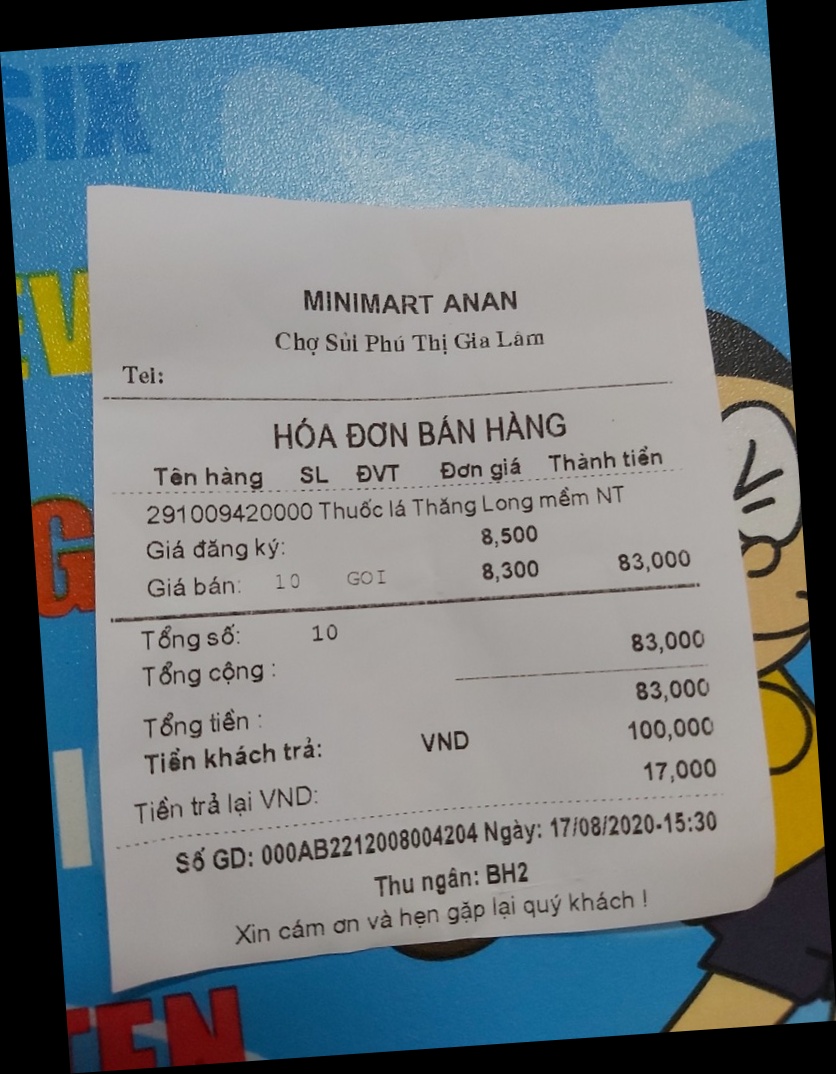 SIX
MINIMART ANAN
Chợ Sủi Phú Thị Gia Lâm
Tei:
HÓA ĐƠN BÁN HÀNG
Tên hàng SL ĐVT Đơn giá Thành tiền
291009420000 Thuốc lá Thăng Long mềm NT
Giá đăng ký: 8,500
Giá bán: 10 GOI 8,300 83,000
Tổng số: 10
Tổng cộng : 83,000
Tổng tiền : 83,000
Tiền khách trả: VND 100,000
Tiền trả lại VND: 17,000
Số GD: 000AB2212008004204 Ngày: 17/08/2020-15:30
Thu ngân: BH2
Xin cám ơn và hẹn gặp lại quý khách !
TEN